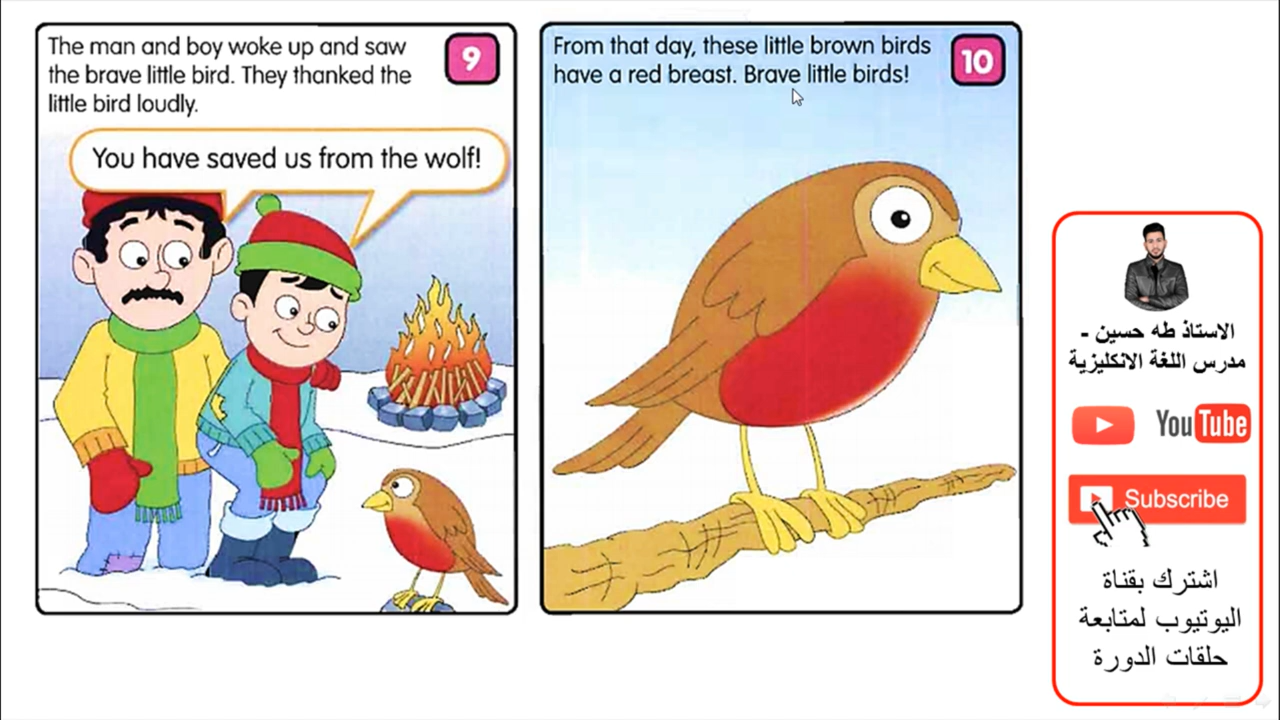 The man and boy woke up and saw
the brave little bird. They thanked the
little bird loudly.
9
You have saved us from the wolf!
From that day, these little brown birds
have a red breast. Brave little birds!
10
الاستاذ طه حسين -
مدرس اللغة الانكليزية
YouTube
Subscribe
اشترك بقناة
اليوتيوب لمتابعة
حلقات الدورة